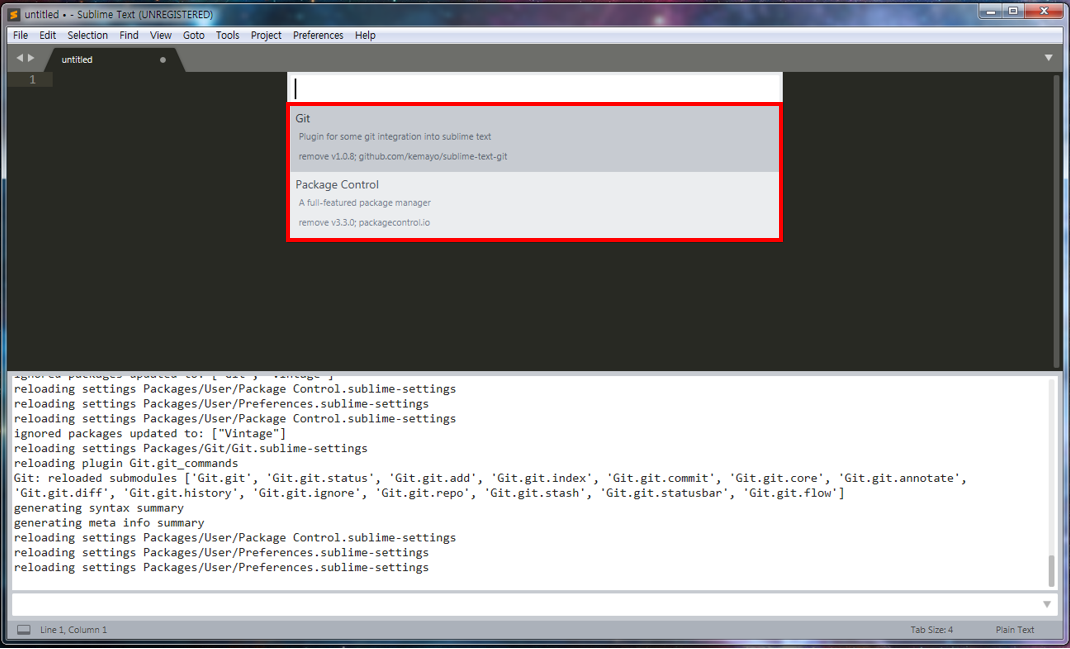 untitled • - Sublime Text (UNREGISTERED)
File Edit Selection Find View Goto Tools Project Preferences Help
untitled
1
Git
Plugin for some git integration into sublime text
remove v1.0.8; github.com/kemayo/sublime-text-git
Package Control
A full-featured package manager
remove v3.3.0; packagecontrol.io
ignored packages updated to: ["Git", "Vintage"]
reloading settings Packages/User/Package Control.sublime-settings
reloading settings Packages/User/Preferences.sublime-settings
reloading settings Packages/User/Package Control.sublime-settings
ignored packages updated to: ["Vintage"]
reloading settings Packages/Git/Git.sublime-settings
reloading plugin Git.git_commands
Git: reloaded submodules ['Git.git', 'Git.git.status', 'Git.git.add', 'Git.git.index', 'Git.git.commit', 'Git.git.core', 'Git.git.annotate',
'Git.git.diff', 'Git.git.history', 'Git.git.ignore', 'Git.git.repo', 'Git.git.stash', 'Git.git.statusbar', 'Git.git.flow']
generating syntax summary
generating meta info summary
reloading settings Packages/User/Package Control.sublime-settings
reloading settings Packages/User/Preferences.sublime-settings
reloading settings Packages/User/Preferences.sublime-settings
Line 1, Column 1 Tab Size: 4 Plain Text